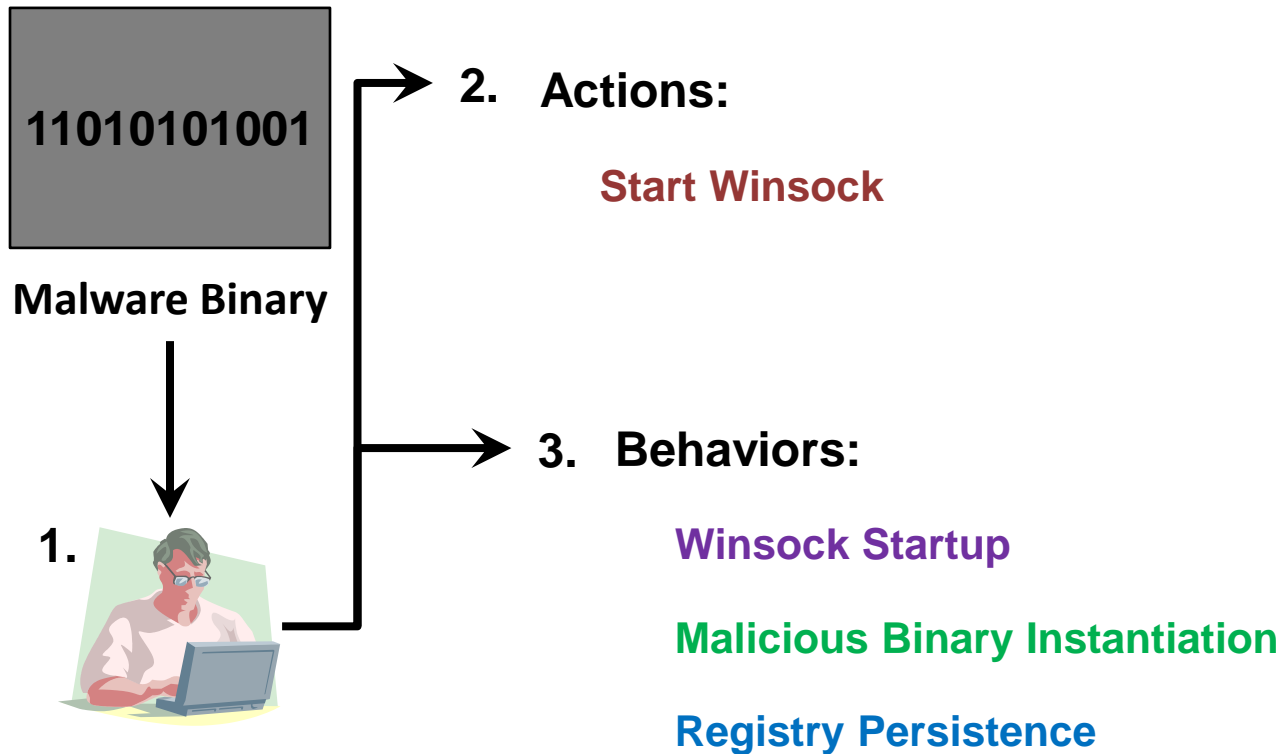 11010101001
Malware Binary
1.
2. Actions:
Start Winsock
3. Behaviors:
Winsock Startup
Malicious Binary Instantiation
Registry Persistence